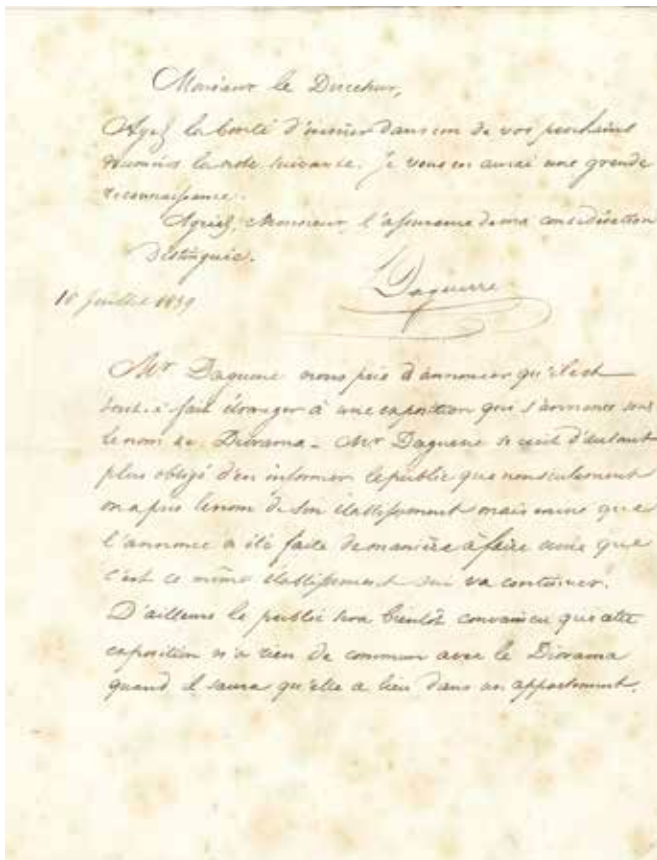 Monsieur le Directeur,
Ayez la bonté d'insérer dans un de vos prochains
numéros la note suivante. Je vous en aurai une grande
reconnaissance.
Agréez, Monsieur, l'assurance de ma considération
distinguée.
Daguerre
16 Juillet 1839
Mr Daguerre nous prie d'annoncer qu'il est
tout à fait étranger à une exposition qui s'annonce sous
le nom de Diorama. Mr Daguerre se croit d'autant
plus obligé d'en informer le public que non seulement
on a pris le nom de son établissement mais encore que
l'annonce a été faite de manière à faire croire que
c'est ce même établissement qui va continuer.
D'ailleurs le public sera bientôt convaincu que cette
exposition n'a rien de commun avec le Diorama
quand il saura qu'elle a lieu dans un appartement.